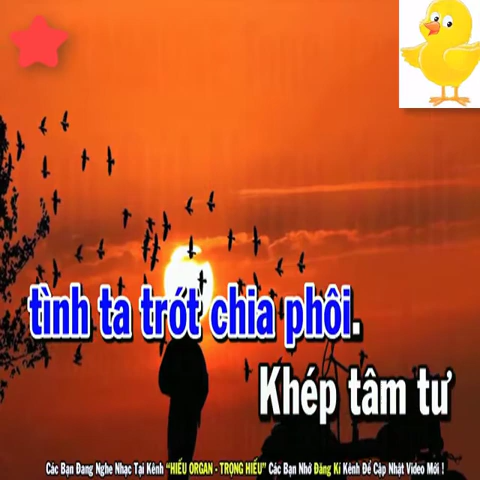 tình ta trót chia phôi.
Khép tâm tư
Các Bạn Đang Nghe Nhạc Tại Kênh "HIẾU ORGAN - TRỌNG HIẾU" Các Bạn Nhớ Đăng Kí Kênh Để Cập Nhật Video Mới !